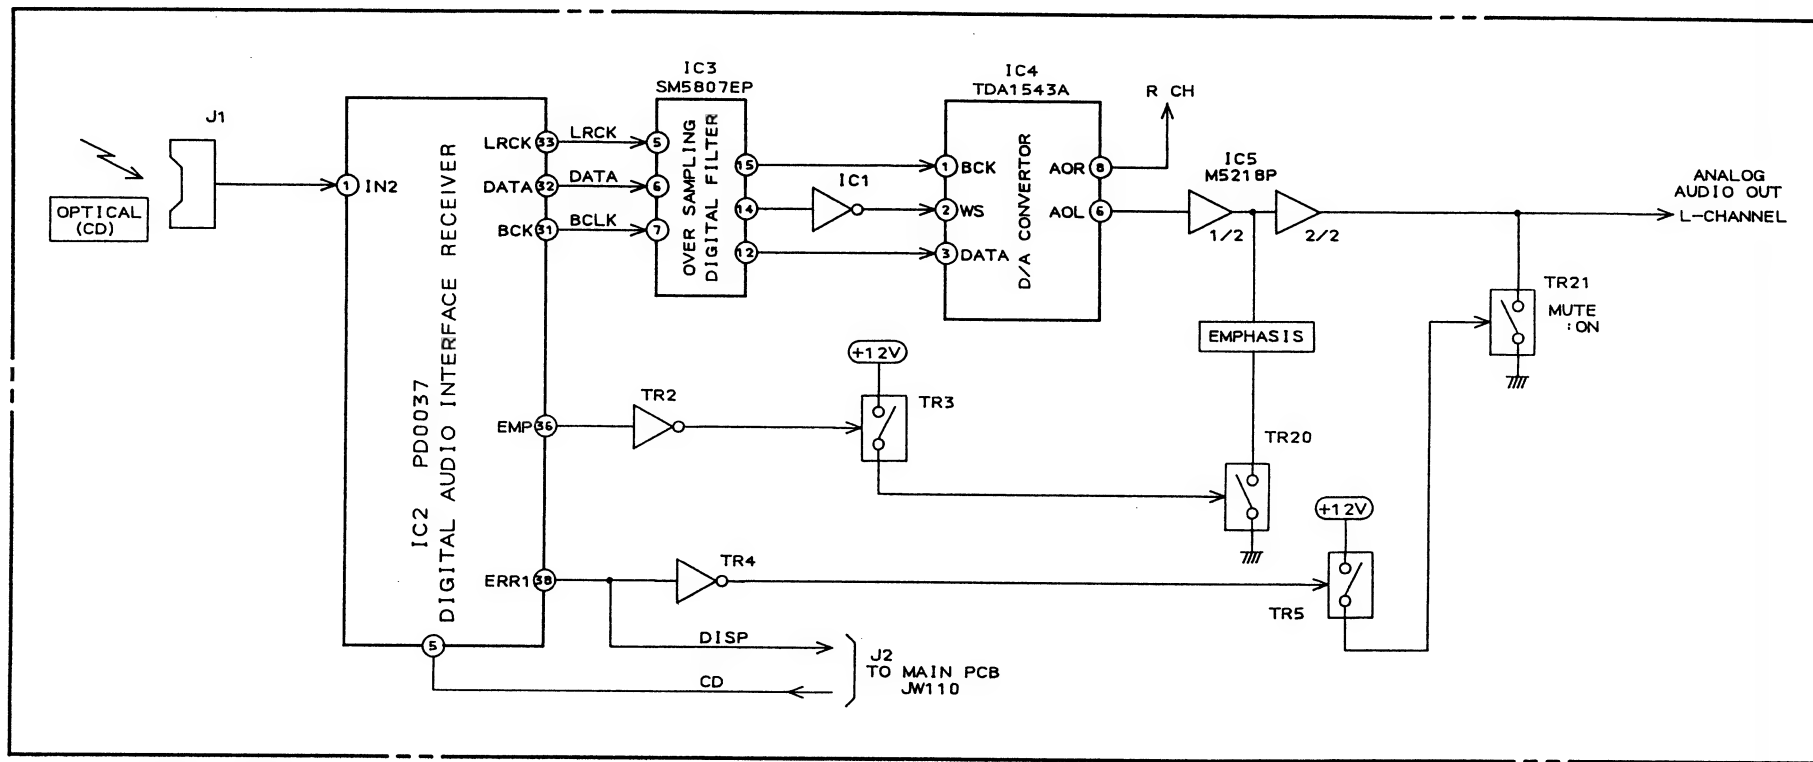 J1
OPTICAL
(CD)
1
IN2
IC2 PD0037
DIGITAL AUDIO INTERFACE RECEIVER
LRCK 33
DATA 32
BCK 31
EMP 36
ERR1 38
5
LRCK
DATA
BCLK
IC3
SM5807EP
OVER SAMPLING
DIGITAL FILTER
5
6
7
15
14
12
IC1
IC4
TDA1543A
D/A CONVERTOR
1 BCK
2 WS
3 DATA
AOR 8
AOL 6
R CH
IC5
M5218P
1/2
2/2
ANALOG
AUDIO OUT
L-CHANNEL
TR21
MUTE
:ON
EMPHASIS
+12V
TR2
TR3
TR20
+12V
TR4
TR5
DISP
CD
J2
TO MAIN PCB
JW110